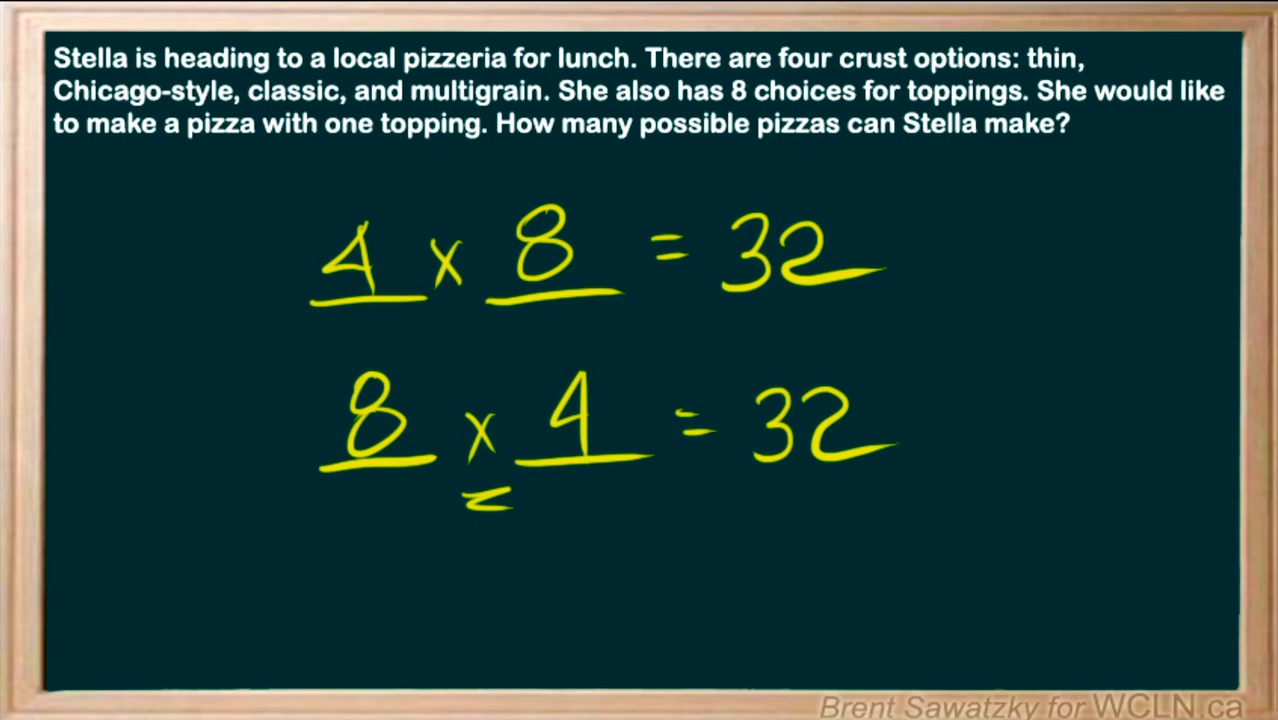 Stella is heading to a local pizzeria for lunch. There are four crust options: thin,
Chicago-style, classic, and multigrain. She also has 8 choices for toppings. She would like
to make a pizza with one topping. How many possible pizzas can Stella make?
4 x 8 = 32
8 x 4 = 32
Brent Sawatzky for WCLN.ca